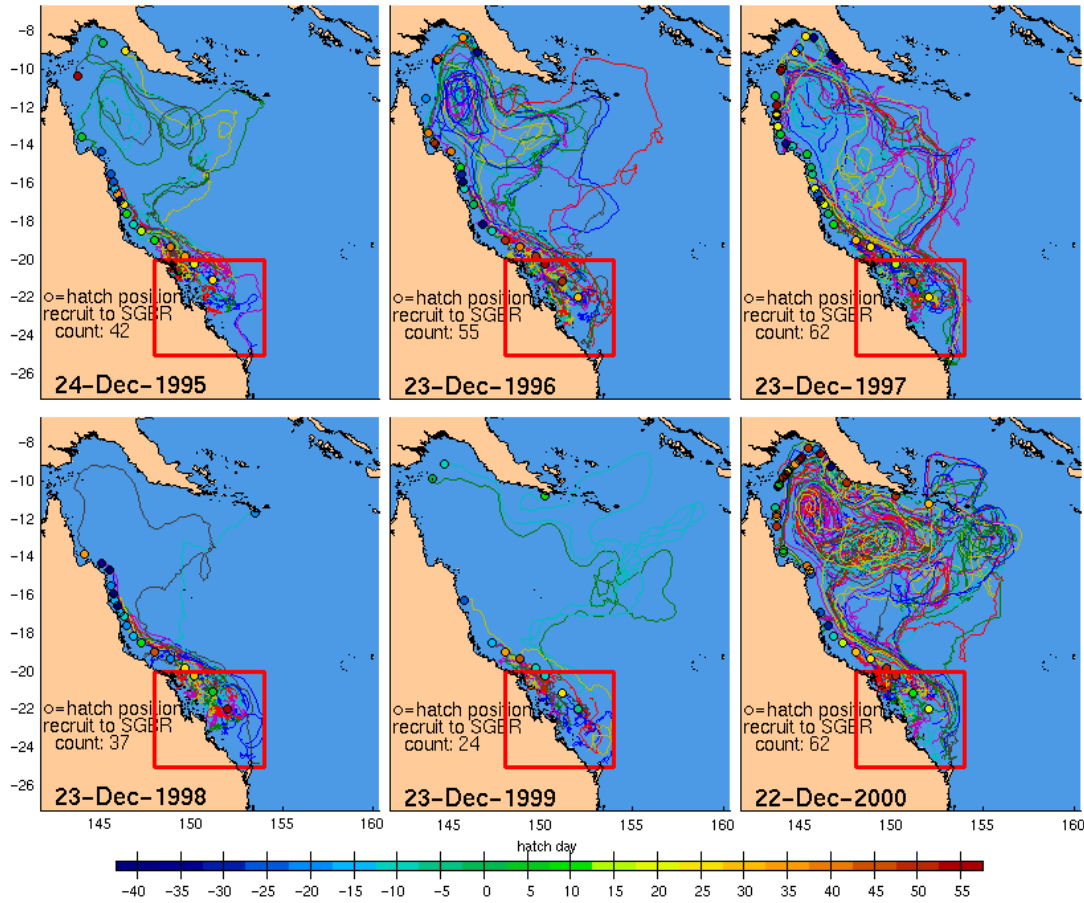 -8
-10
-12
-14
-16
-18
-20
-22
-24
-26
=hatch position
recruit to SGBR
count: 42
24-Dec-1995
=hatch position
recruit to SGBR
count: 55
23-Dec-1996
=hatch position
recruit to SGBR
count: 62
23-Dec-1997
-8
-10
-12
-14
-16
-18
-20
-22
-24
-26
=hatch position
recruit to SGBR
count: 37
23-Dec-1998
=hatch position
recruit to SGBR
count: 24
23-Dec-1999
=hatch position
recruit to SGBR
count: 62
22-Dec-2000
145 150 155 160 145 150 155 160 145 150 155 160
hatch day
-40 -35 -30 -25 -20 -15 -10 -5 0 5 10 15 20 25 30 35 40 45 50 55